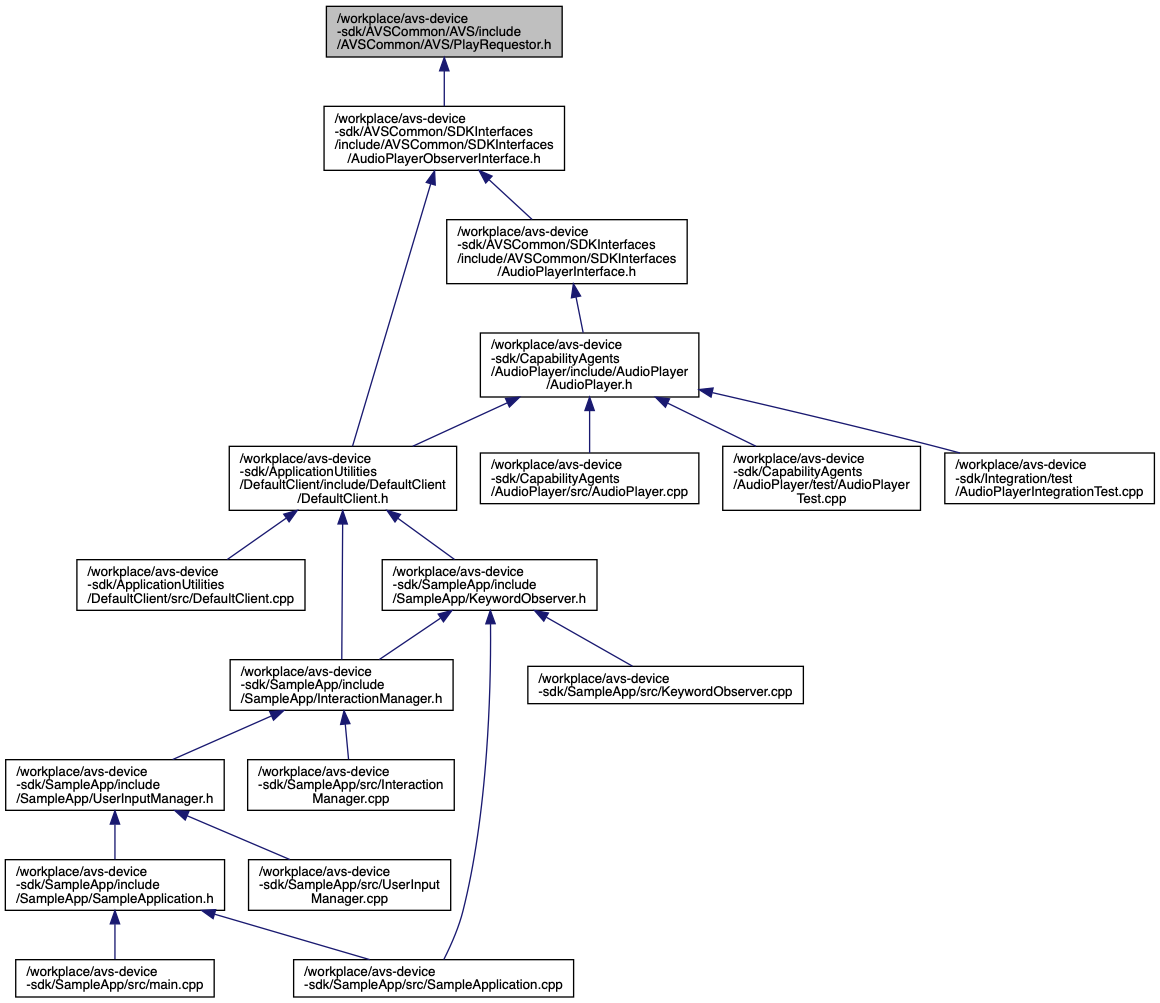 /workplace/avs-device
-sdk/AVSCommon/AVS/include
/AVSCommon/AVS/PlayRequestor.h
/workplace/avs-device
-sdk/AVSCommon/SDKInterfaces
/include/AVSCommon/SDKInterfaces
/AudioPlayerObserverInterface.h
/workplace/avs-device
-sdk/AVSCommon/SDKInterfaces
/include/AVSCommon/SDKInterfaces
/AudioPlayerInterface.h
/workplace/avs-device
-sdk/CapabilityAgents
/AudioPlayer/include/AudioPlayer
/AudioPlayer.h
/workplace/avs-device
-sdk/ApplicationUtilities
/DefaultClient/include/DefaultClient
/DefaultClient.h
/workplace/avs-device
-sdk/CapabilityAgents
/AudioPlayer/src/AudioPlayer.cpp
/workplace/avs-device
-sdk/CapabilityAgents
/AudioPlayer/test/AudioPlayer
Test.cpp
/workplace/avs-device
-sdk/Integration/test
/AudioPlayerIntegrationTest.cpp
/workplace/avs-device
-sdk/ApplicationUtilities
/DefaultClient/src/DefaultClient.cpp
/workplace/avs-device
-sdk/SampleApp/include
/SampleApp/KeywordObserver.h
/workplace/avs-device
-sdk/SampleApp/include
/SampleApp/InteractionManager.h
/workplace/avs-device
-sdk/SampleApp/src/KeywordObserver.cpp
/workplace/avs-device
-sdk/SampleApp/include
/SampleApp/UserInputManager.h
/workplace/avs-device
-sdk/SampleApp/src/Interaction
Manager.cpp
/workplace/avs-device
-sdk/SampleApp/include
/SampleApp/SampleApplication.h
/workplace/avs-device
-sdk/SampleApp/src/UserInput
Manager.cpp
/workplace/avs-device
-sdk/SampleApp/src/main.cpp
/workplace/avs-device
-sdk/SampleApp/src/SampleApplication.cpp